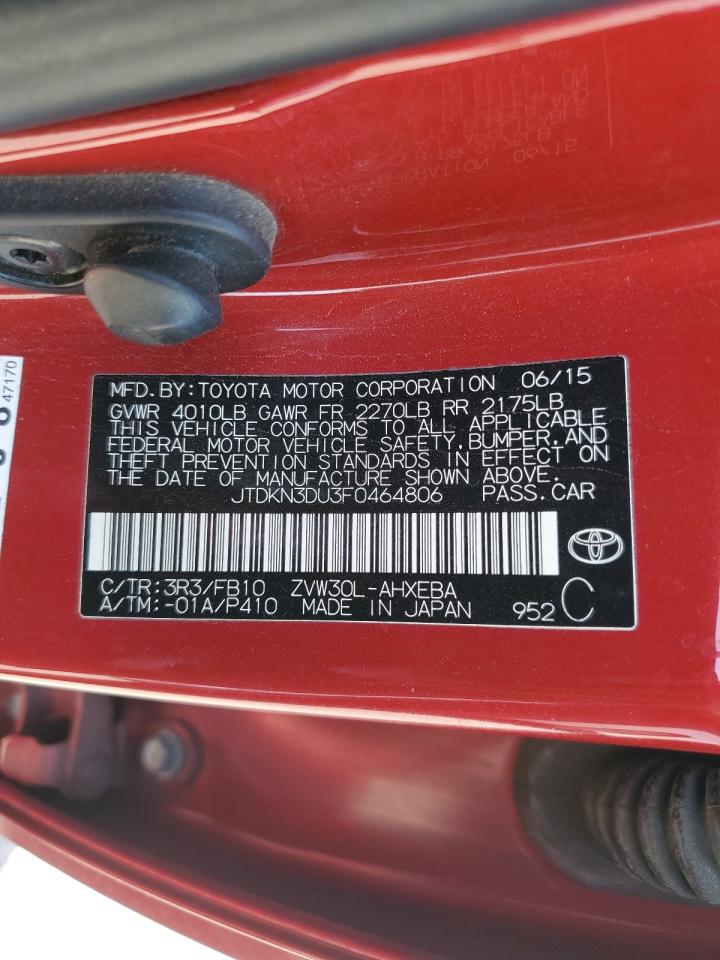 MFD.BY:TOYOTA MOTOR CORPORATION 06/15
GVWR 4010LB GAWR FR 2270LB RR 2175LB
THIS VEHICLE CONFORMS TO ALL APPLICABLE
FEDERAL MOTOR VEHICLE SAFETY,BUMPER,AND
THEFT PREVENTION STANDARDS IN EFFECT ON
THE DATE OF MANUFACTURE SHOWN ABOVE.
JTDKN3DU3F0464806 PASS.CAR
C/TR:3R3/FB10 ZVW30L-AHXEBA
A/TM:-01A/P410 MADE IN JAPAN 952 C
47170